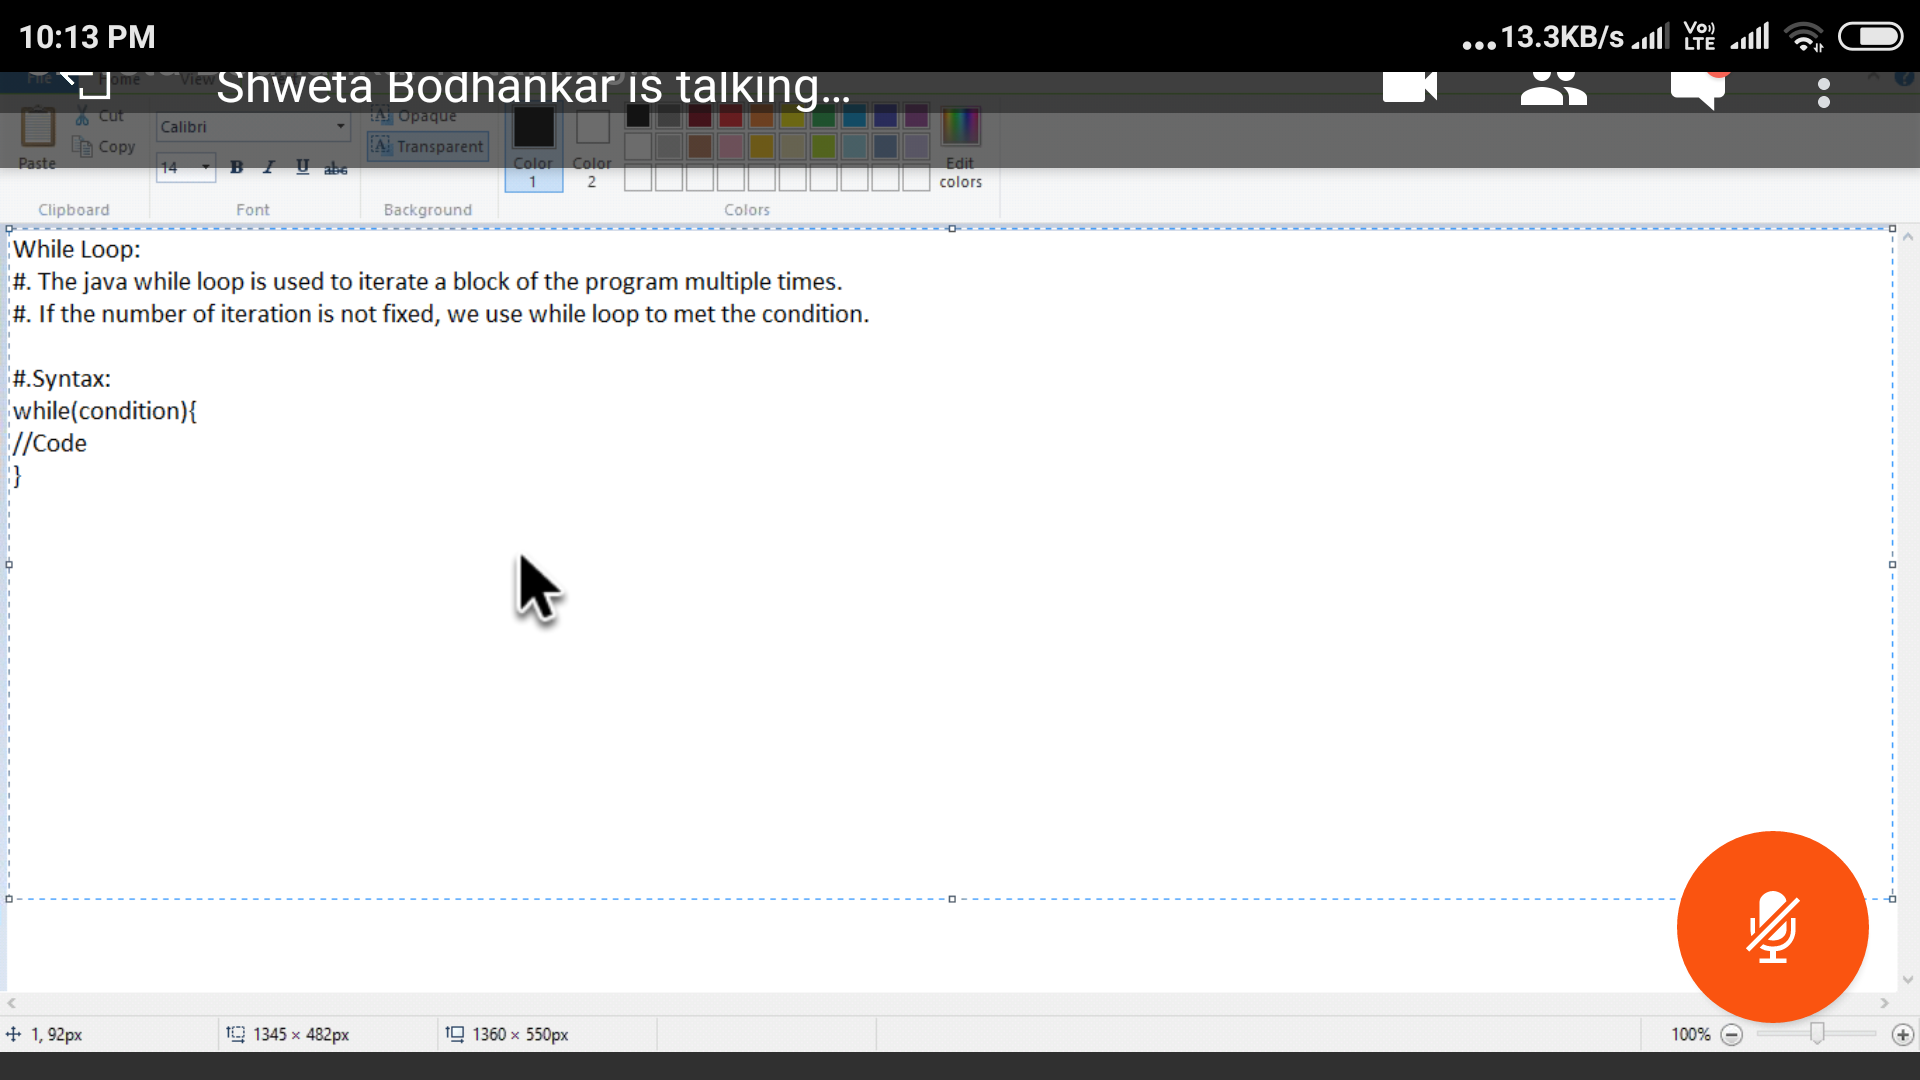 10:13 PM
...13.3KB/s
Vo))
LTE
Home
View
Shweta Bodhankar is talking...
Cut
Calibri
Opaque
Copy
Transparent
Paste
14
B I U abc
Color
1
Color
2
Edit
colors
Clipboard
Font
Background
Colors
While Loop:
#. The java while loop is used to iterate a block of the program multiple times.
#. If the number of iteration is not fixed, we use while loop to met the condition.
#.Syntax:
while(condition){
//Code
}
1, 92px
1345 × 482px
1360 × 550px
100%